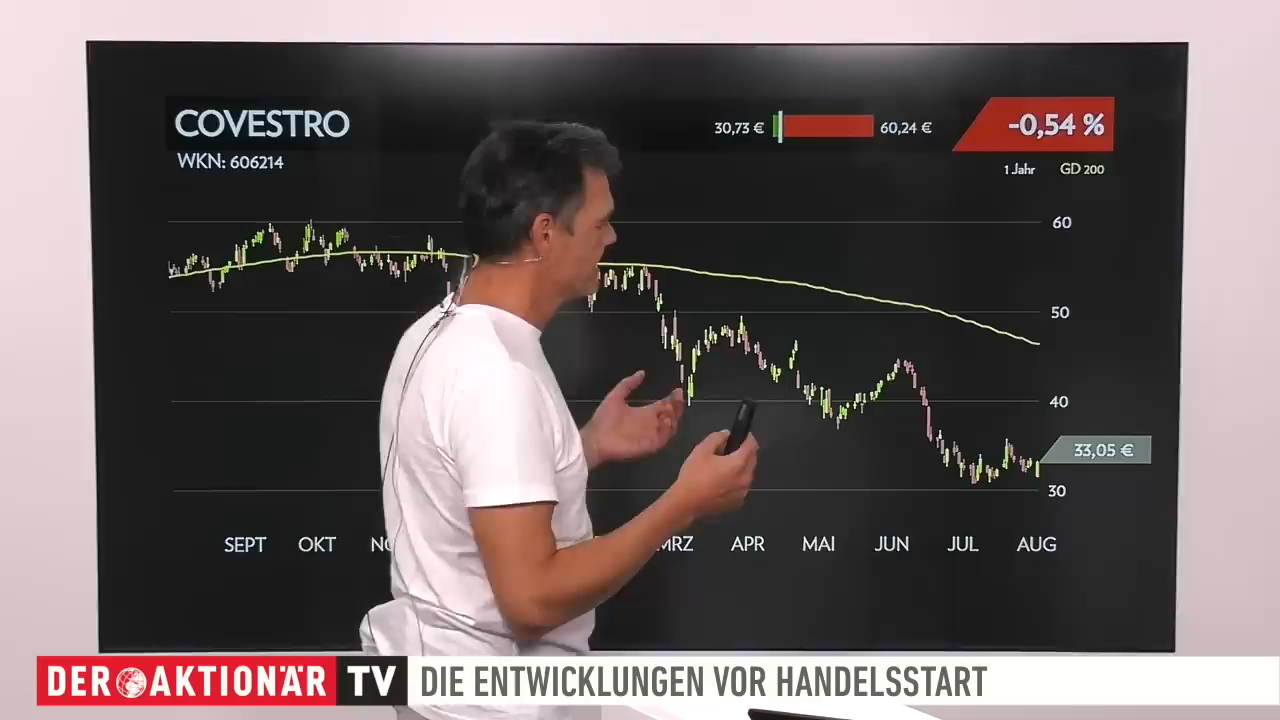 COVESTRO
WKN: 606214
30,73 €
60,24 €
-0,54 %
1 Jahr
GD 200
60
50
40
33,05 €
30
SEPT OKT MRZ APR MAI JUN JUL AUG
DER AKTIONÄR TV
DIE ENTWICKLUNGEN VOR HANDELSSTART